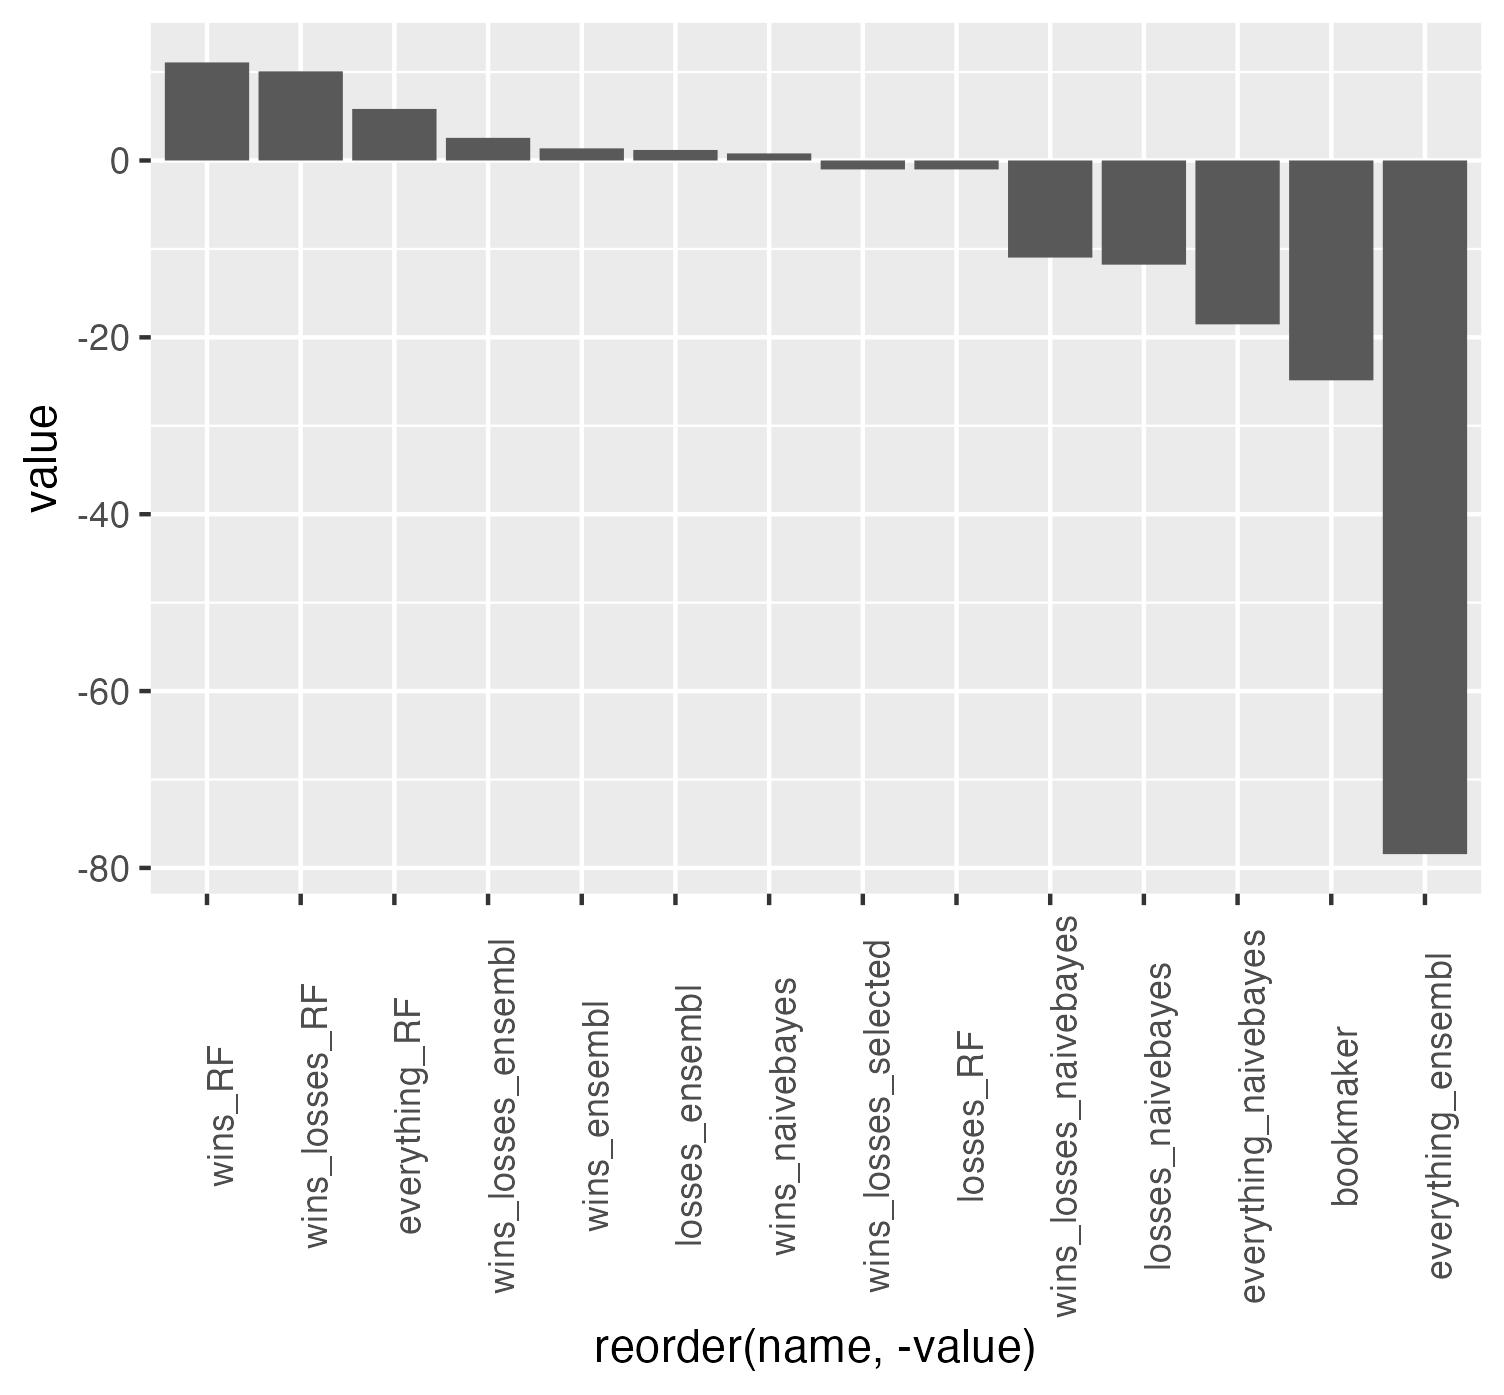 value
0
-20
-40
-60
-80
wins_RF
wins_losses_RF
everything_RF
wins_losses_ensembl
wins_ensembl
losses_ensembl
wins_naivebayes
wins_losses_selected
losses_RF
wins_losses_naivebayes
losses_naivebayes
everything_naivebayes
bookmaker
everything_ensembl
reorder(name, -value)